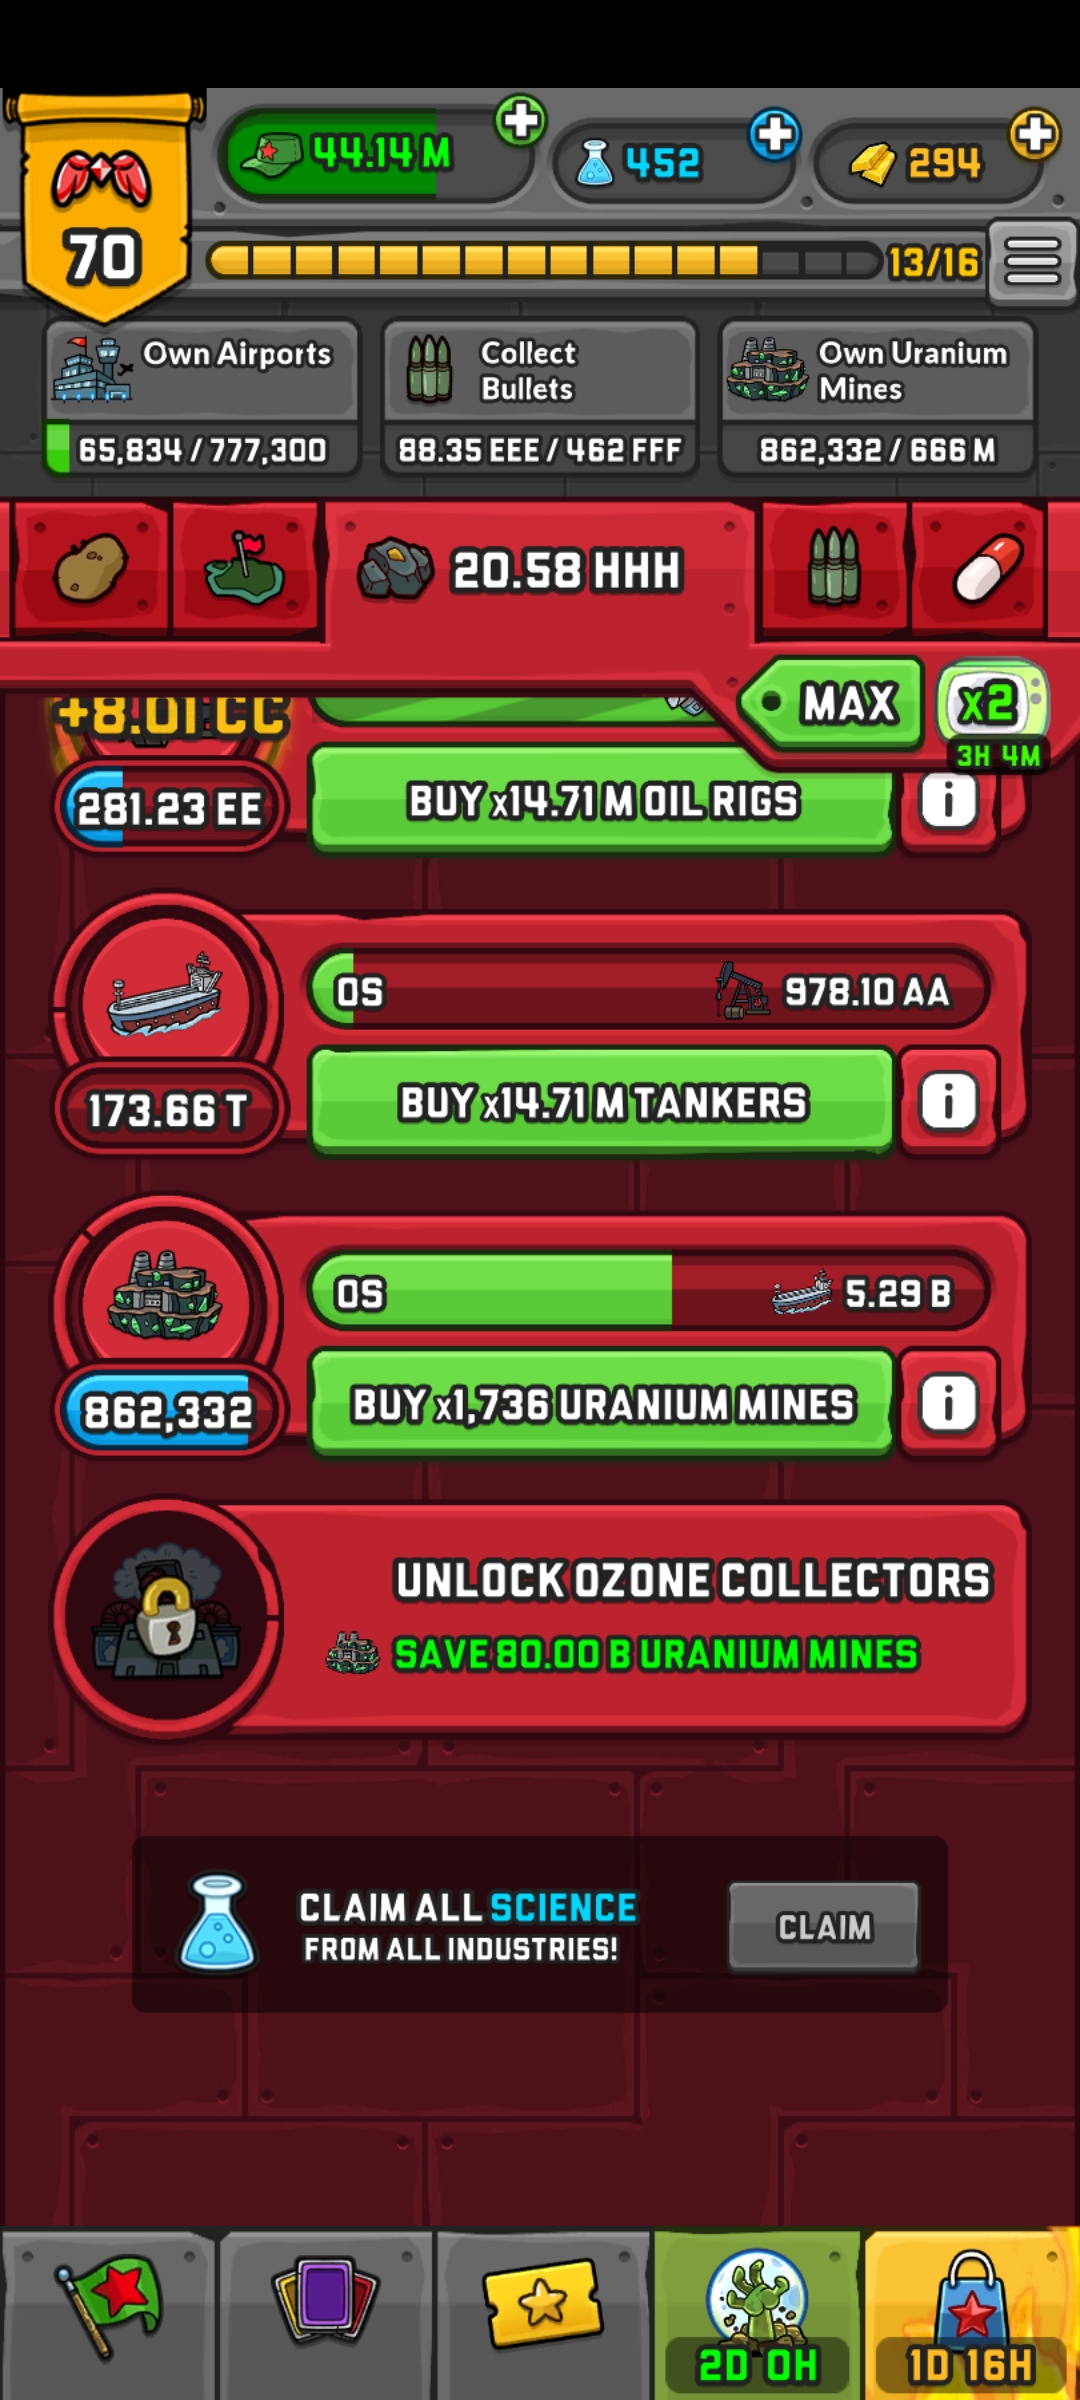 44.14 M
452
294
70
13/16
Own Airports
65,834 / 777,300
Collect
Bullets
88.35 EEE / 462 FFF
Own Uranium
Mines
862,332 / 666 M
20.58 HHH
MAX
x2
3H 4M
+8.01 CC
281.23 EE
BUY x14.71 M OIL RIGS
i
0S
978.10 AA
173.66 T
BUY x14.71 M TANKERS
i
0S
5.29 B
862,332
BUY x1,736 URANIUM MINES
i
UNLOCK OZONE COLLECTORS
SAVE 80.00 B URANIUM MINES
CLAIM ALL SCIENCE
FROM ALL INDUSTRIES!
CLAIM
2D 0H
1D 16H